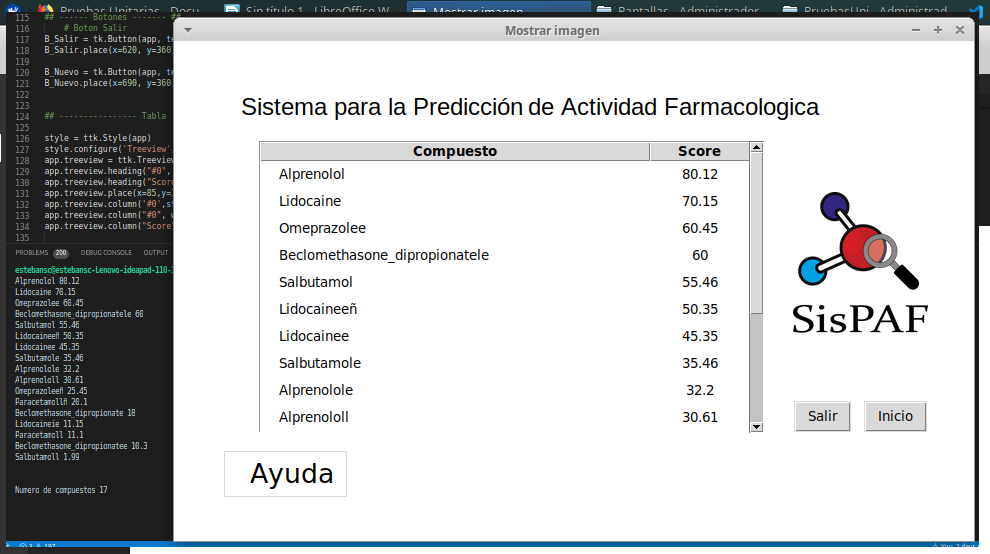 Pruebas Unitarias - Docu
Sin título 1 - LibreOffice W
Mostrar imagen
Pantallas - Administrador
PruebasUni - Administrad
115 ## ------ Botones ------- ##
116 # Boton Salir
117 B_Salir = tk.Button(app, te
118 B_Salir.place(x=620, y=360
119
120 B_Nuevo = tk.Button(app, te
121 B_Nuevo.place(x=690, y=360
122
123
124 ## ---------------- Tabla
125
126 style = ttk.Style(app)
127 style.configure('Treeview'
128 app.treeview = ttk.Treevie
129 app.treeview.heading("#0",
130 app.treeview.heading("Score
131 app.treeview.place(x=85,y=
132 app.treeview.column('#0',st
133 app.treeview.column("#0", w
134 app.treeview.column("Score"
135
PROBLEMS 200 DEBUG CONSOLE OUTPUT
estebansc@estebansc-Lenovo-ideapad-110-
Alprenolol 80.12
Lidocaine 70.15
Omeprazolee 60.45
Beclomethasone_dipropionatele 60
Salbutamol 55.46
Lidocaineeñ 50.35
Lidocainee 45.35
Salbutamole 35.46
Alprenolole 32.2
Alprenololl 30.61
Omeprazoleeñ 25.45
Paracetamollñ 20.1
Beclomethasone_dipropionate 18
Lidocaineie 11.15
Paracetamoll 11.1
Beclomethasone_dipropionatee 10.3
Salbutamoll 1.99
Numero de compuestos 17
Mostrar imagen
Sistema para la Predicción de Actividad Farmacologica
Compuesto Score
Alprenolol 80.12
Lidocaine 70.15
Omeprazolee 60.45
Beclomethasone_dipropionatele 60
Salbutamol 55.46
Lidocaineeñ 50.35
Lidocainee 45.35
Salbutamole 35.46
Alprenolole 32.2
Alprenololl 30.61
SisPAF
Salir Inicio
Ayuda